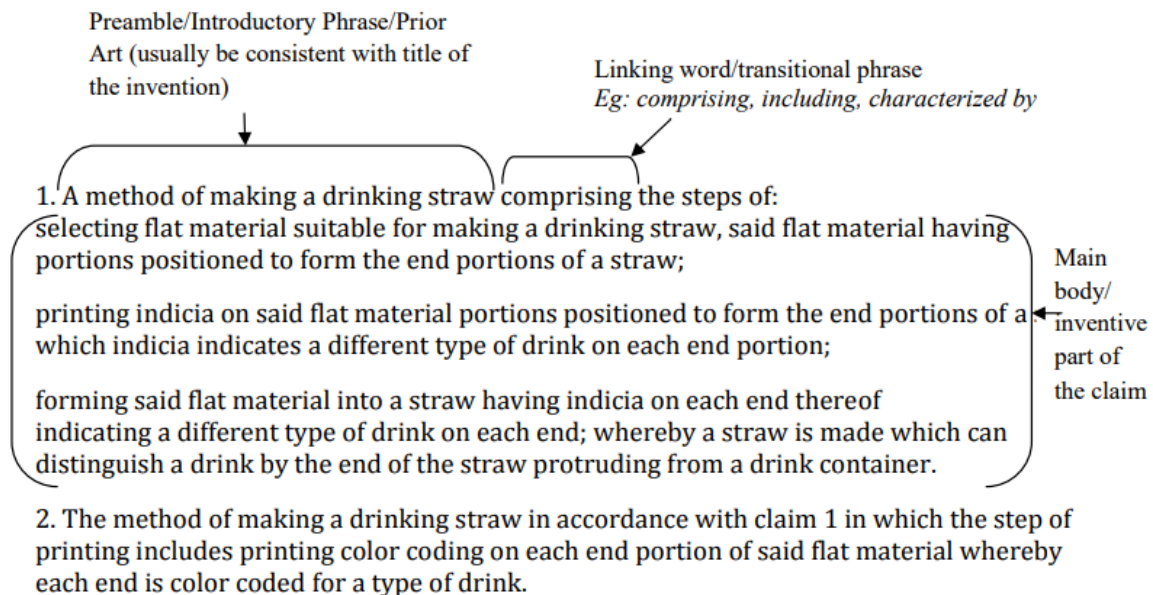 Preamble/Introductory Phrase/Prior
Art (usually be consistent with title of
the invention)
Linking word/transitional phrase
Eg: comprising, including, characterized by
1. A method of making a drinking straw comprising the steps of:
selecting flat material suitable for making a drinking straw, said flat material having
portions positioned to form the end portions of a straw;
printing indicia on said flat material portions positioned to form the end portions of a
which indicia indicates a different type of drink on each end portion;
forming said flat material into a straw having indicia on each end thereof
indicating a different type of drink on each end; whereby a straw is made which can
distinguish a drink by the end of the straw protruding from a drink container.
Main
body/
inventive
part of
the claim
2. The method of making a drinking straw in accordance with claim 1 in which the step of
printing includes printing color coding on each end portion of said flat material whereby
each end is color coded for a type of drink.